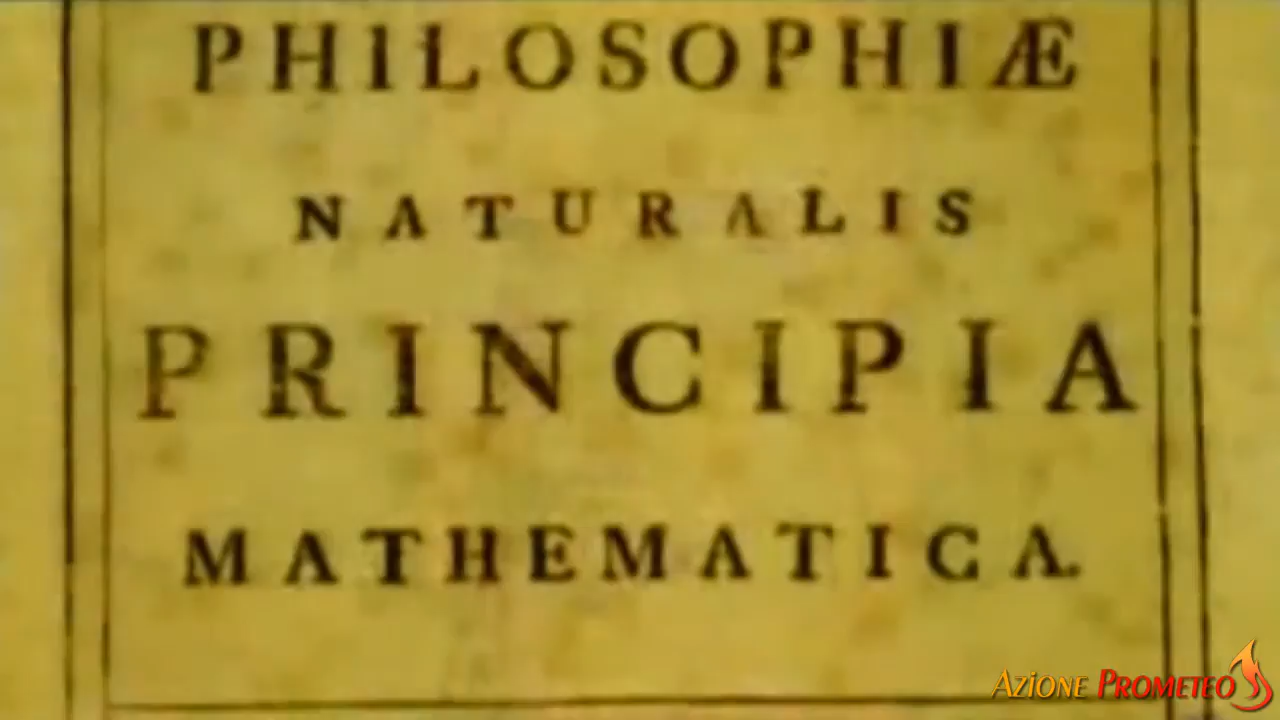 PHILOSOPHIÆ
NATURALIS
PRINCIPIA
MATHEMATICA.
AZIONE PROMETEO